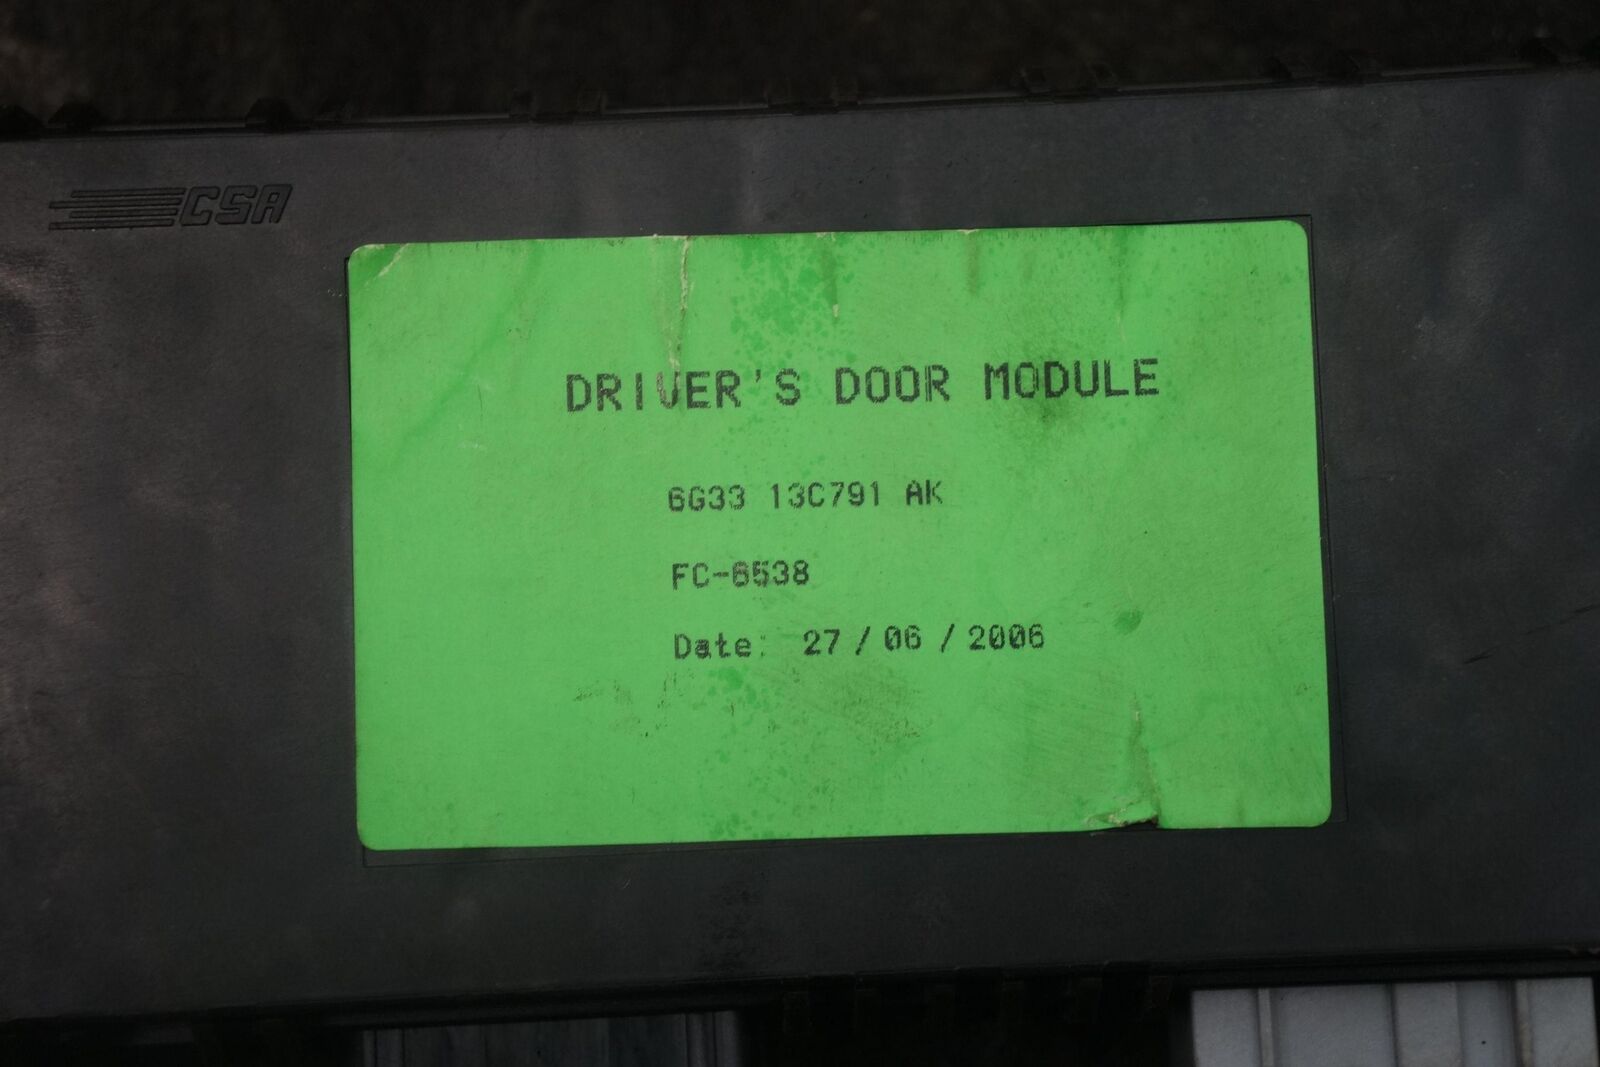 CSA
DRIVER'S DOOR MODULE
6G33 13C791 AK
FC-6538
Date: 27 / 06 / 2006